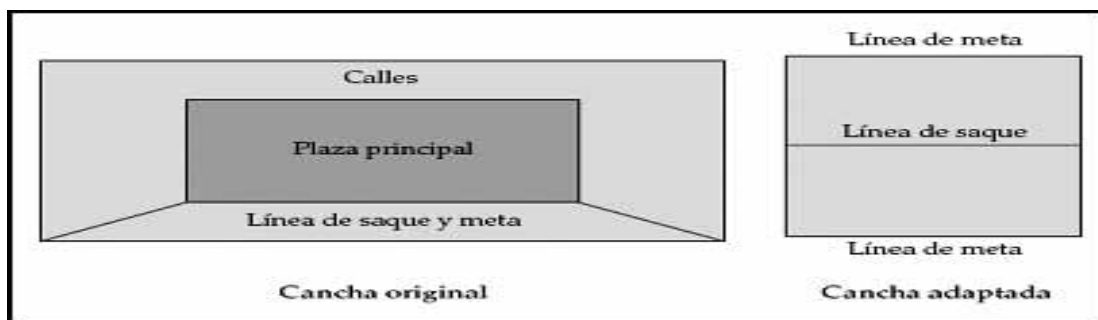 Calles
Plaza principal
Línea de saque y meta
Cancha original
Línea de meta
Línea de saque
Línea de meta
Cancha adaptada